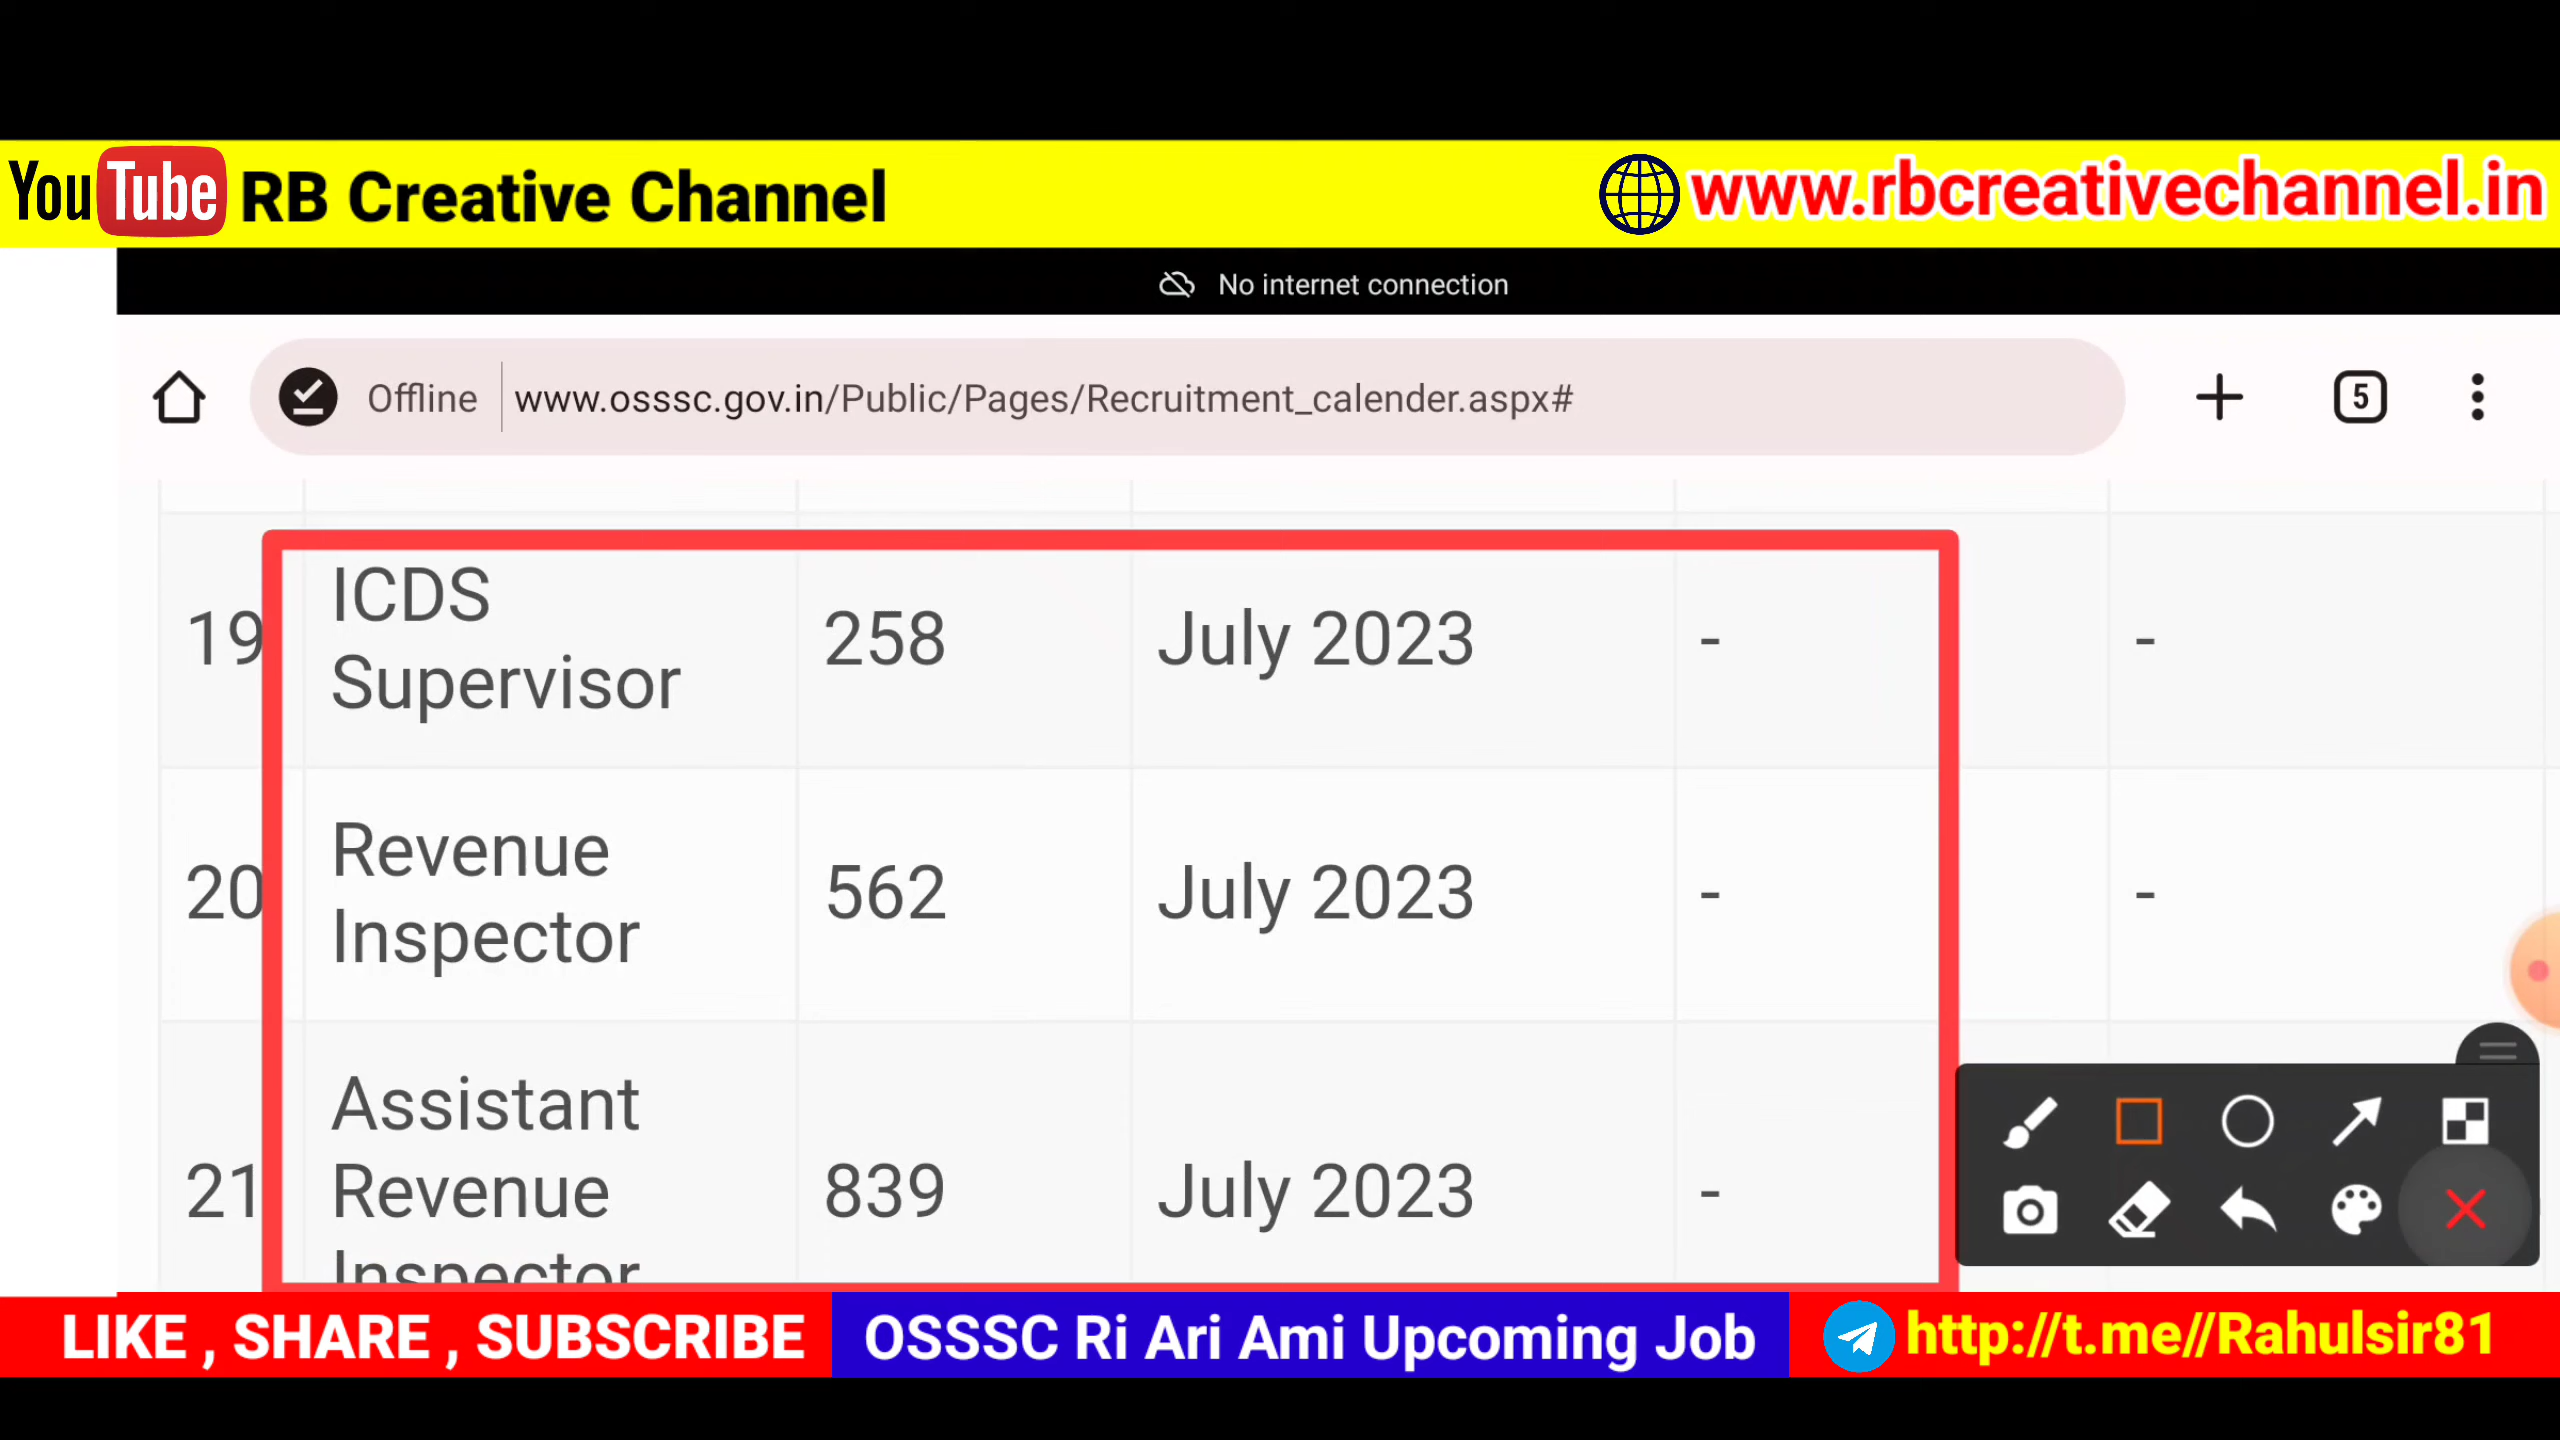 YouTube RB Creative Channel www.rbcreativechannel.in
No internet connection
Offline www.osssc.gov.in/Public/Pages/Recruitment_calender.aspx# 5
19 ICDS Supervisor 258 July 2023 - -
20 Revenue Inspector 562 July 2023 - -
21 Assistant Revenue Inspector 839 July 2023 -
LIKE , SHARE , SUBSCRIBE OSSSC Ri Ari Ami Upcoming Job http://t.me//Rahulsir81